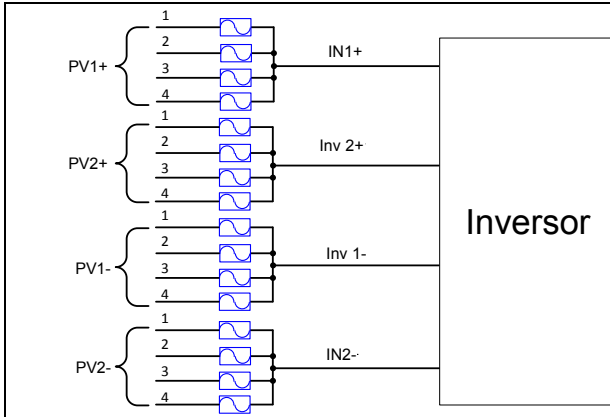 PV1+
1
2
3
4
IN1+
PV2+
1
2
3
4
Inv 2+
PV1-
1
2
3
4
Inv 1-
PV2-
1
2
3
4
IN2-
Inversor